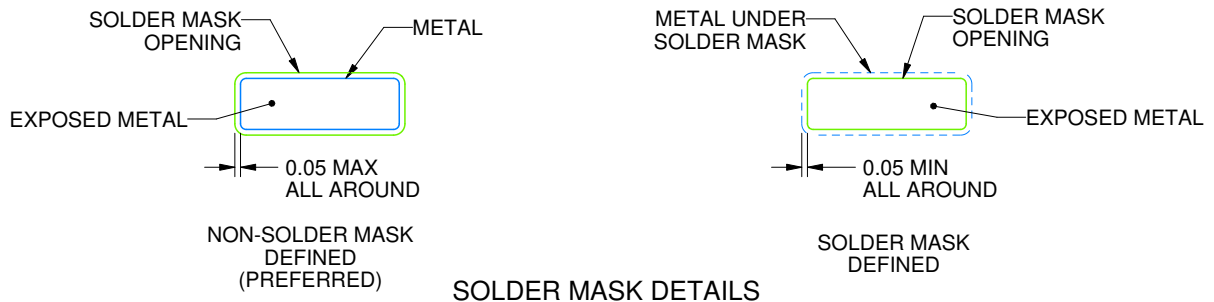 SOLDER MASK
OPENING
METAL
EXPOSED METAL
0.05 MAX
ALL AROUND
NON-SOLDER MASK
DEFINED
(PREFERRED)
METAL UNDER
SOLDER MASK
SOLDER MASK
OPENING
EXPOSED METAL
0.05 MIN
ALL AROUND
SOLDER MASK
DEFINED
SOLDER MASK DETAILS